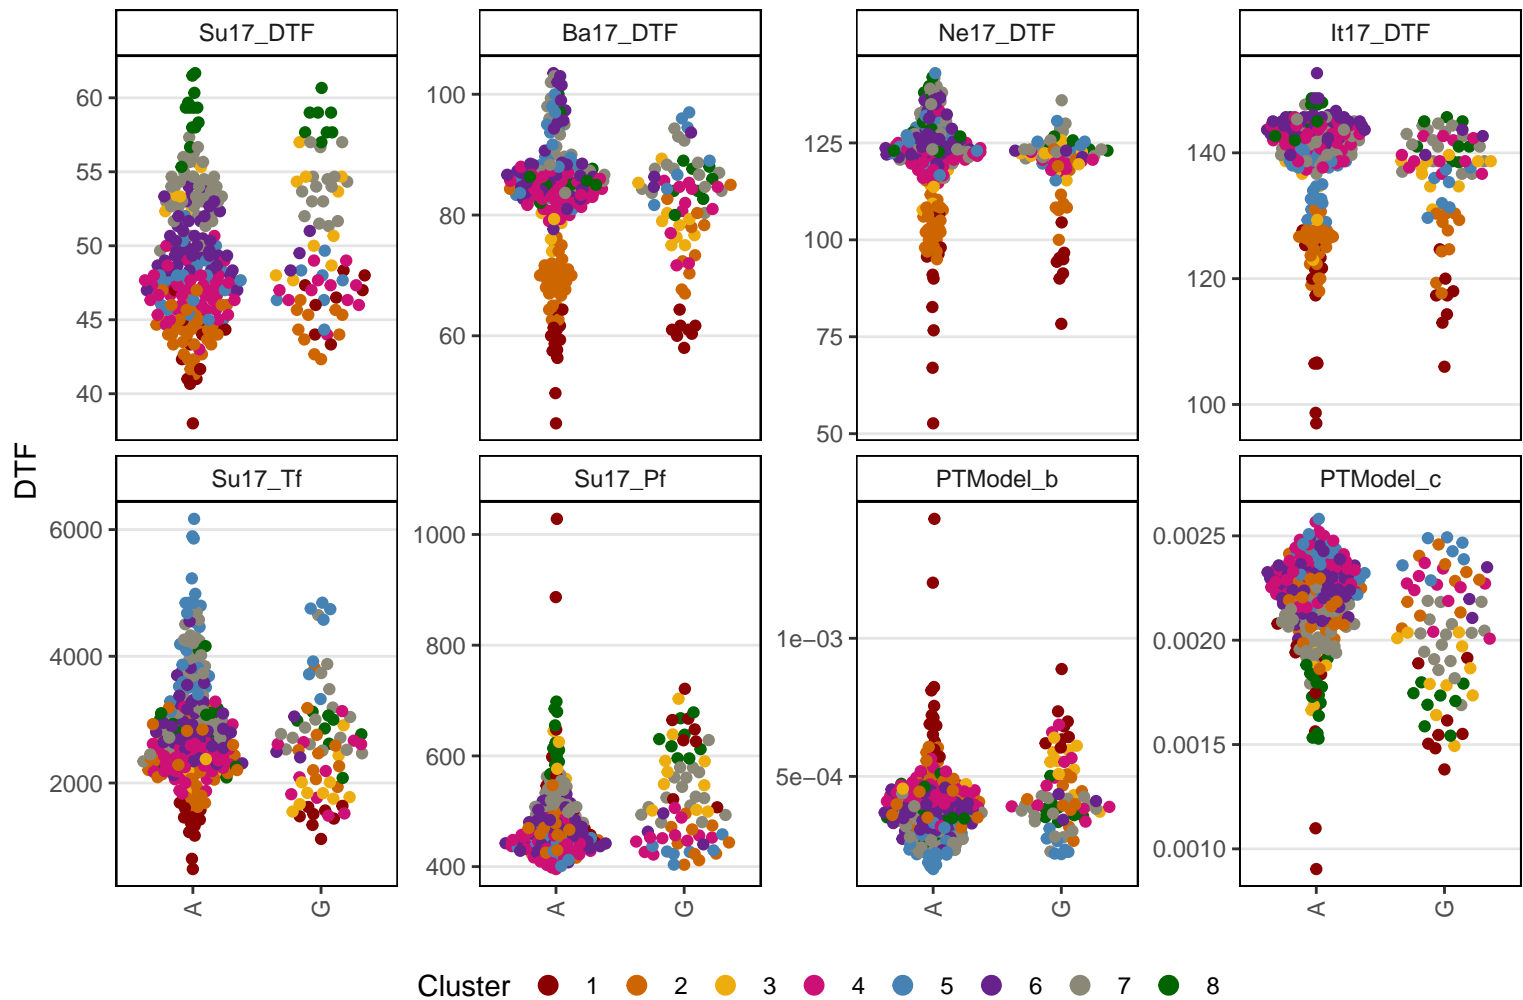 Su17_DTF
Ba17_DTF
Ne17_DTF
It17_DTF
60
55
50
45
40
100
80
60
125
100
75
50
140
120
100
DTF
Su17_Tf
Su17_Pf
PTModel_b
PTModel_c
6000
4000
2000
1000
800
600
400
1e−03
5e−04
0.0025
0.0020
0.0015
0.0010
A
G
A
G
A
G
A
G
Cluster 1 2 3 4 5 6 7 8